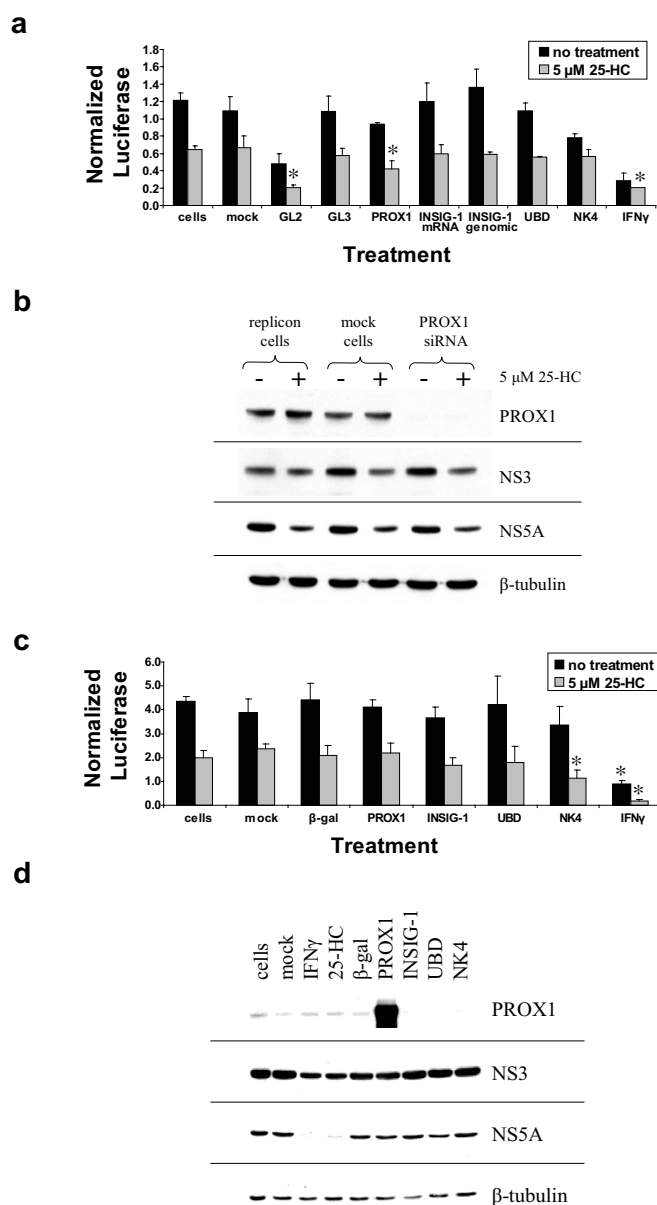 a
no treatment
5 µM 25-HC
Normalized
Luciferase
1.8
1.6
1.4
1.2
1.0
0.8
0.6
0.4
0.2
0.0
* * *
cells mock GL2 GL3 PROX1 INSIG-1 mRNA INSIG-1 genomic UBD NK4 IFNγ
Treatment
b
replicon cells mock cells PROX1 siRNA
- + - + - + 5 µM 25-HC
PROX1
NS3
NS5A
β-tubulin
c
no treatment
5 µM 25-HC
Normalized
Luciferase
6.0
5.0
4.0
3.0
2.0
1.0
0.0
* * *
cells mock β-gal PROX1 INSIG-1 UBD NK4 IFNγ
Treatment
d
cells mock IFNγ 25-HC β-gal PROX1 INSIG-1 UBD NK4
PROX1
NS3
NS5A
β-tubulin